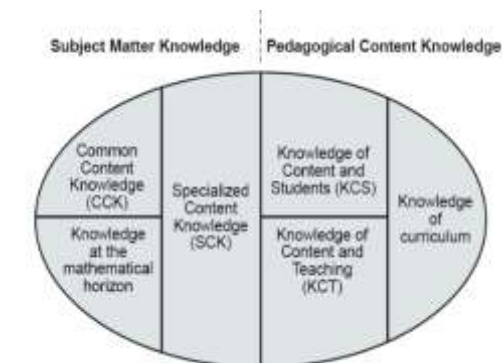 Subject Matter Knowledge
Pedagogical Content Knowledge
Common
Content
Knowledge
(CCK)
Knowledge
at the
mathematical
horizon
Specialized
Content
Knowledge
(SCK)
Knowledge of
Content and
Students (KCS)
Knowledge of
Content and
Teaching
(KCT)
Knowledge
of
curriculum